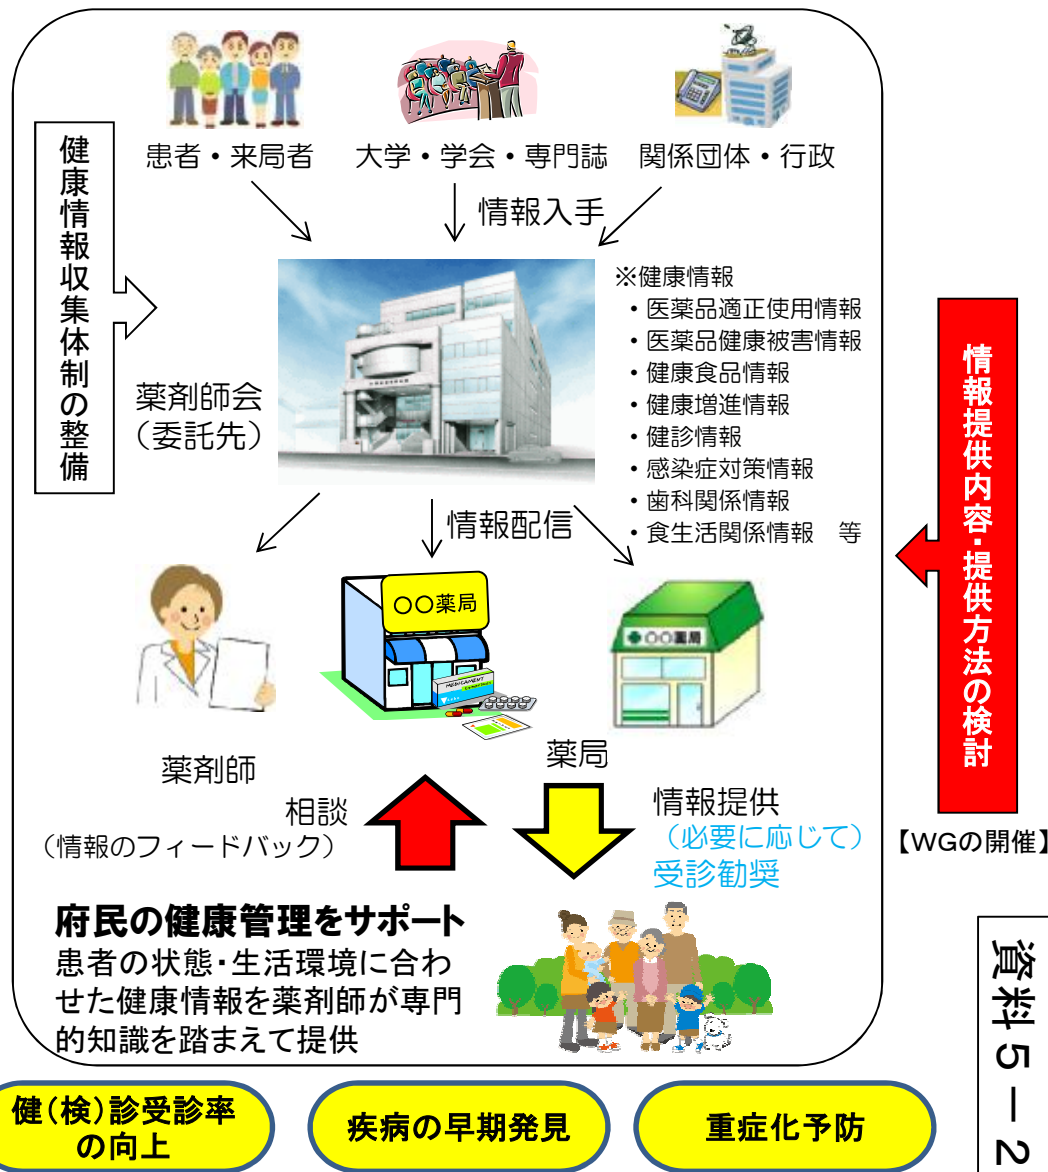 患者・来局者
大学・学会・専門誌
関係団体・行政
健康情報収集体制の整備
情報入手
※健康情報
・医薬品適正使用情報
・医薬品健康被害情報
・健康食品情報
・健康増進情報
・健診情報
・感染症対策情報
・歯科関係情報
・食生活関係情報　等
薬剤師会
（委託先）
情報提供内容・提供方法の検討
【WGの開催】
情報配信
〇〇薬局
MEDICAMENT
〇〇薬局
薬剤師
薬局
相談
（情報のフィードバック）
情報提供
（必要に応じて）
受診勧奨
府民の健康管理をサポート
患者の状態・生活環境に合わ
せた健康情報を薬剤師が専門
的知識を踏まえて提供
資料５－２
健（検）診受診率
の向上
疾病の早期発見
重症化予防